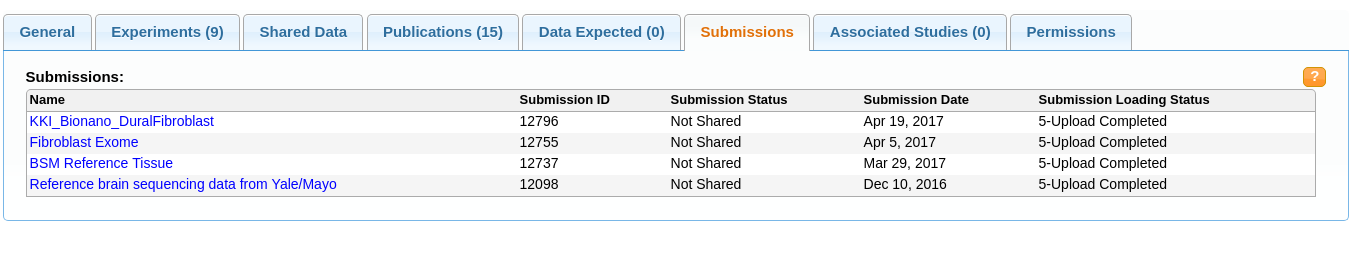 General Experiments (9) Shared Data Publications (15) Data Expected (0) Submissions Associated Studies (0) Permissions
Submissions: ?
Name Submission ID Submission Status Submission Date Submission Loading Status
KKI_Bionano_DuralFibroblast 12796 Not Shared Apr 19, 2017 5-Upload Completed
Fibroblast Exome 12755 Not Shared Apr 5, 2017 5-Upload Completed
BSM Reference Tissue 12737 Not Shared Mar 29, 2017 5-Upload Completed
Reference brain sequencing data from Yale/Mayo 12098 Not Shared Dec 10, 2016 5-Upload Completed